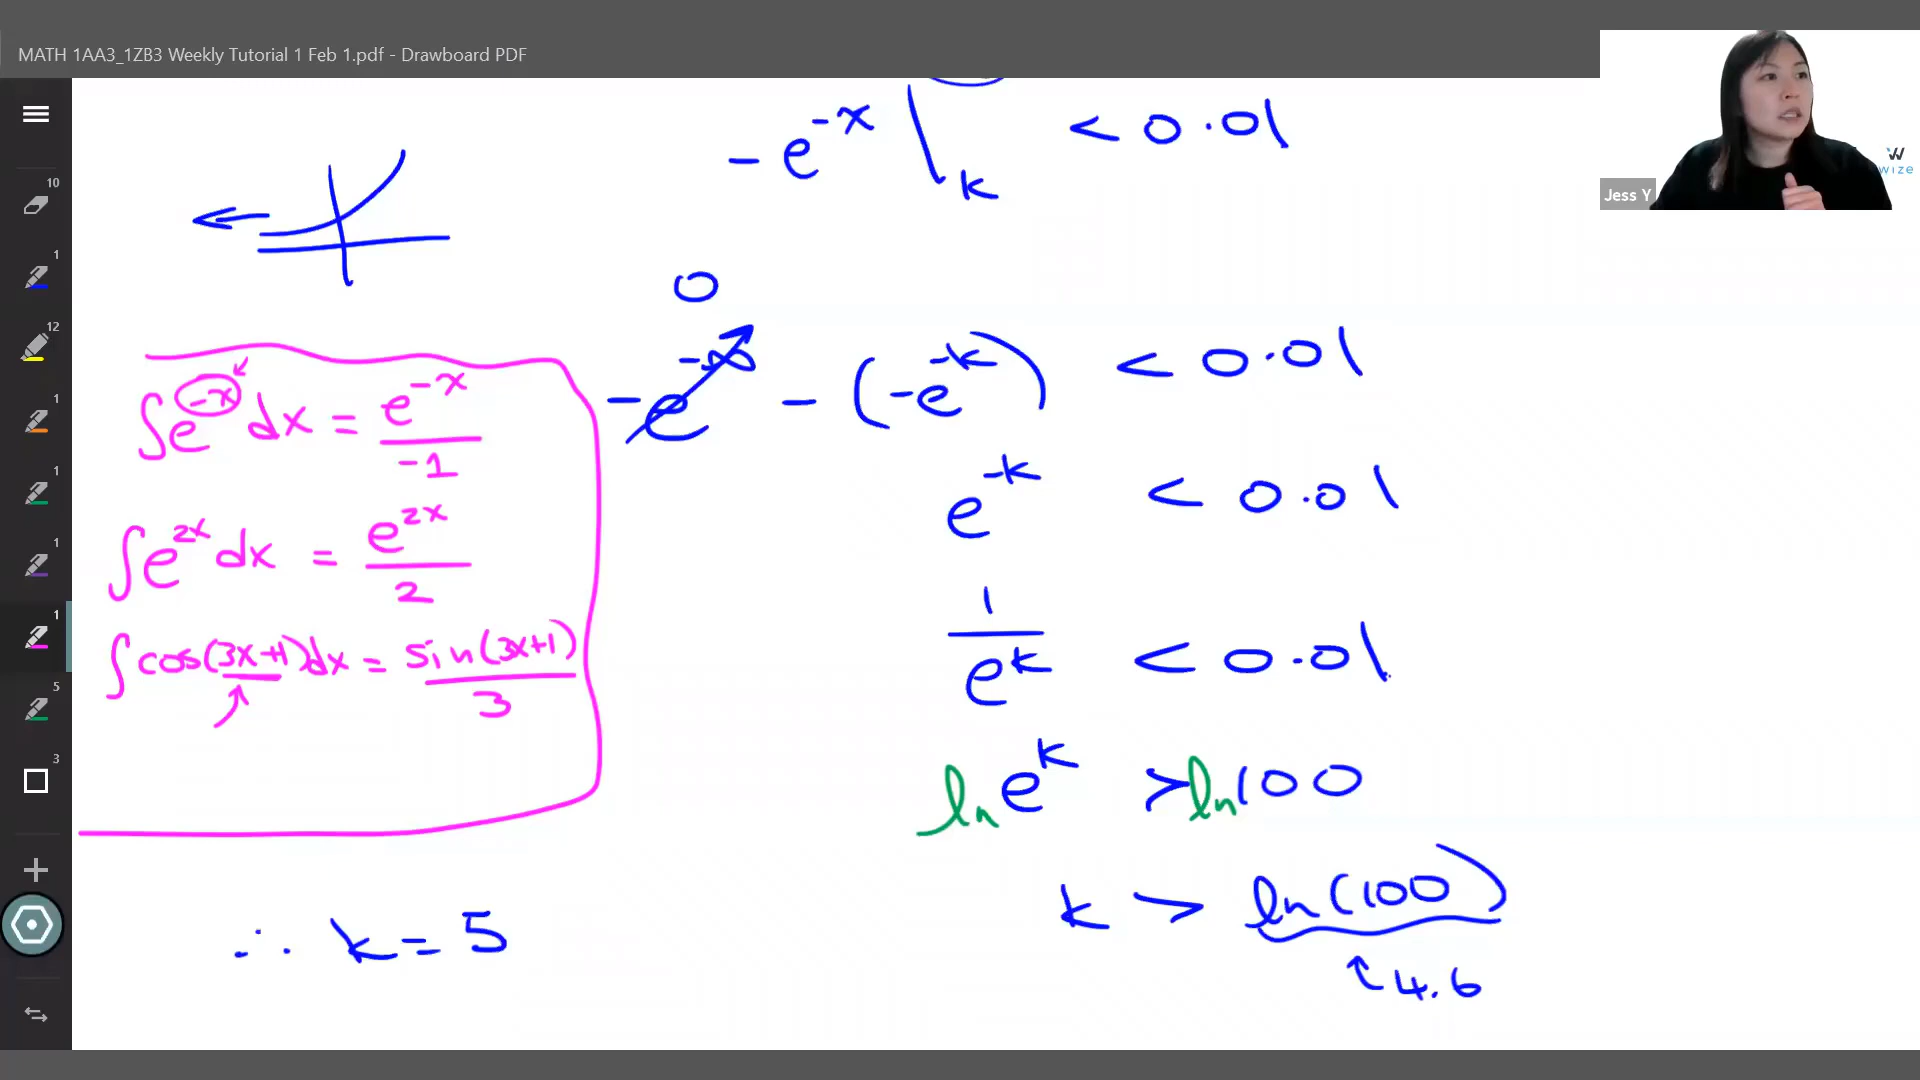 MATH 1AA3_1ZB3 Weekly Tutorial 1 Feb 1.pdf - Drawboard PDF
Jess Y
wize
10
1
12
1
1
1
1
5
3
-e^{-x} |_k < 0.01
0
-e^{-∞} - (-e^{-k}) < 0.01
e^{-k} < 0.01
1/e^k < 0.01
ln e^k > ln 100
k > ln(100)
4.6
∫e^{-x} dx = e^{-x}/-1
∫e^{2x} dx = e^{2x}/2
∫cos(3x+1)dx = sin(3x+1)/3
∴ k = 5